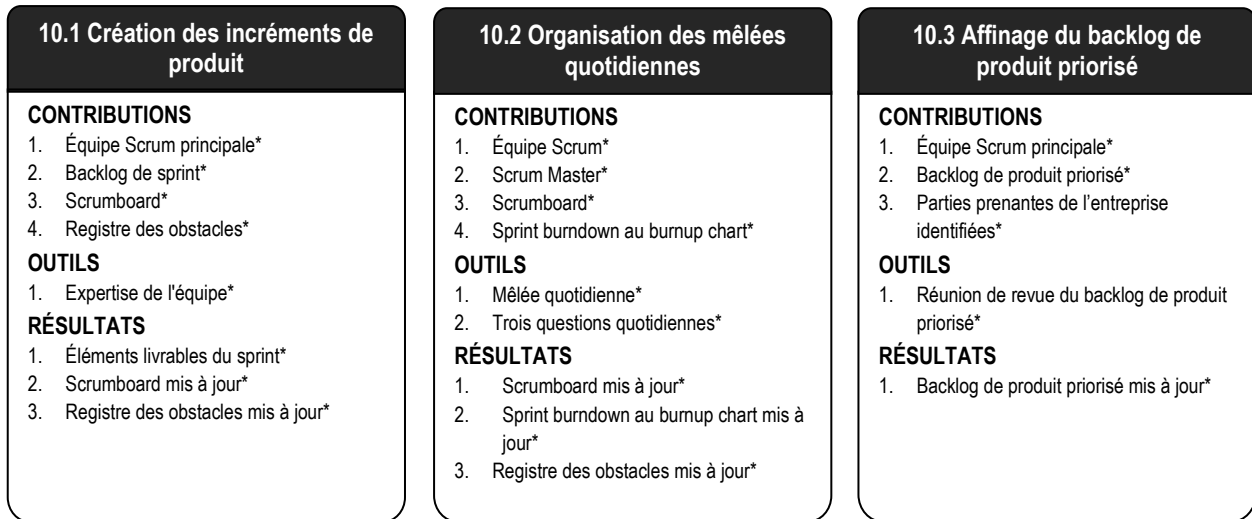 10.1 Création des incréments de
produit
CONTRIBUTIONS
1. Équipe Scrum principale*
2. Backlog de sprint*
3. Scrumboard*
4. Registre des obstacles*
OUTILS
1. Expertise de l'équipe*
RÉSULTATS
1. Éléments livrables du sprint*
2. Scrumboard mis à jour*
3. Registre des obstacles mis à jour*
10.2 Organisation des mêlées
quotidiennes
CONTRIBUTIONS
1. Équipe Scrum*
2. Scrum Master*
3. Scrumboard*
4. Sprint burndown au burnup chart*
OUTILS
1. Mêlée quotidienne*
2. Trois questions quotidiennes*
RÉSULTATS
1. Scrumboard mis à jour*
2. Sprint burndown au burnup chart mis à
jour*
3. Registre des obstacles mis à jour*
10.3 Affinage du backlog de
produit priorisé
CONTRIBUTIONS
1. Équipe Scrum principale*
2. Backlog de produit priorisé*
3. Parties prenantes de l’entreprise
identifiées*
OUTILS
1. Réunion de revue du backlog de produit
priorisé*
RÉSULTATS
1. Backlog de produit priorisé mis à jour*